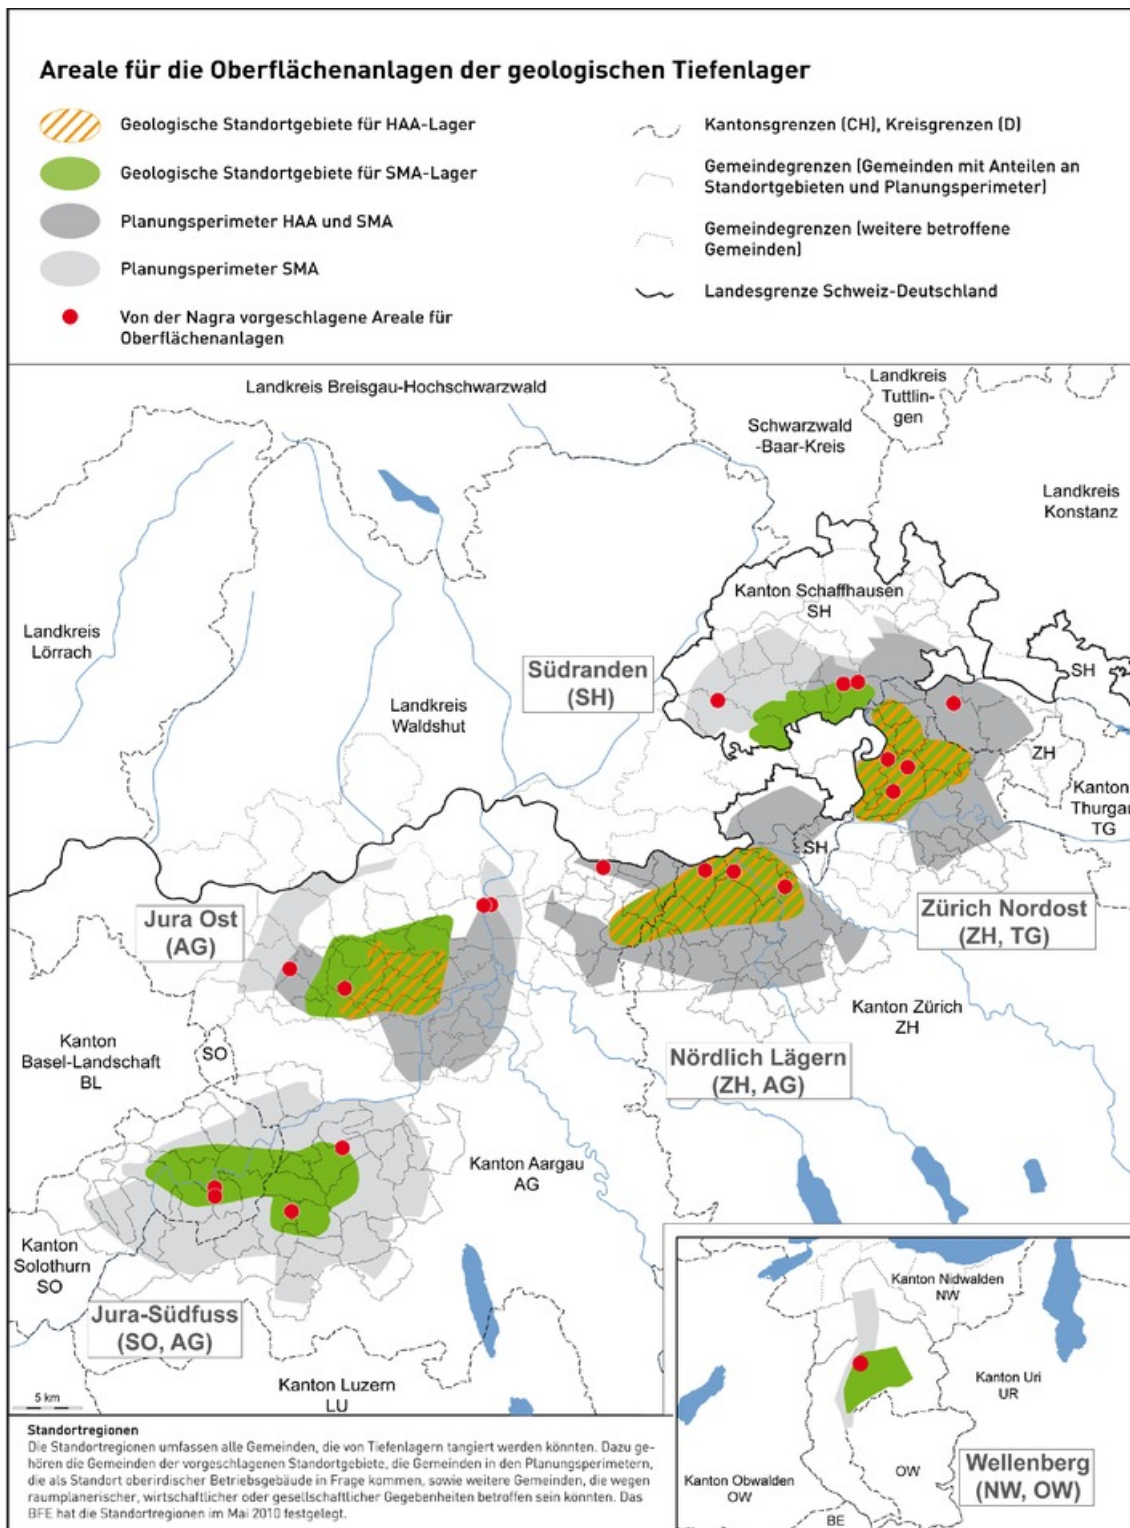 Areale für die Oberflächenanlagen der geologischen Tiefenlager
Geologische Standortgebiete für HAA-Lager
Geologische Standortgebiete für SMA-Lager
Planungsperimeter HAA und SMA
Planungsperimeter SMA
Von der Nagra vorgeschlagene Areale für
Oberflächenanlagen
Kantonsgrenzen (CH), Kreisgrenzen (D)
Gemeindegrenzen (Gemeinden mit Anteilen an
Standortgebieten und Planungsperimeter)
Gemeindegrenzen (weitere betroffene
Gemeinden)
Landesgrenze Schweiz-Deutschland
Landkreis Breisgau-Hochschwarzwald
Landkreis
Tuttlin-
gen
Schwarzwald
-Baar-Kreis
Landkreis
Konstanz
Kanton Schaffhausen
SH
Landkreis
Lörrach
SH
Südranden
(SH)
Landkreis
Waldshut
ZH
Kanton
Thurgau
TG
SH
Jura Ost
(AG)
Zürich Nordost
(ZH, TG)
Kanton Zürich
ZH
Kanton
Basel-Landschaft
BL
SO
Nördlich Lägern
(ZH, AG)
Kanton Aargau
AG
Kanton
Solothurn
SO
Jura-Südfuss
(SO, AG)
Kanton Luzern
LU
5 km
Kanton Nidwalden
NW
Kanton Uri
UR
Kanton Obwalden
OW
OW
Wellenberg
(NW, OW)
BE
Standortregionen
Die Standortregionen umfassen alle Gemeinden, die von Tiefenlagern tangiert werden könnten. Dazu ge-
hören die Gemeinden der vorgeschlagenen Standortgebiete, die Gemeinden in den Planungsperimetern,
die als Standort oberirdischer Betriebsgebäude in Frage kommen, sowie weitere Gemeinden, die wegen
raumplanerischer, wirtschaftlicher oder gesellschaftlicher Gegebenheiten betroffen sein könnten. Das
BFE hat die Standortregionen im Mai 2010 festgelegt.